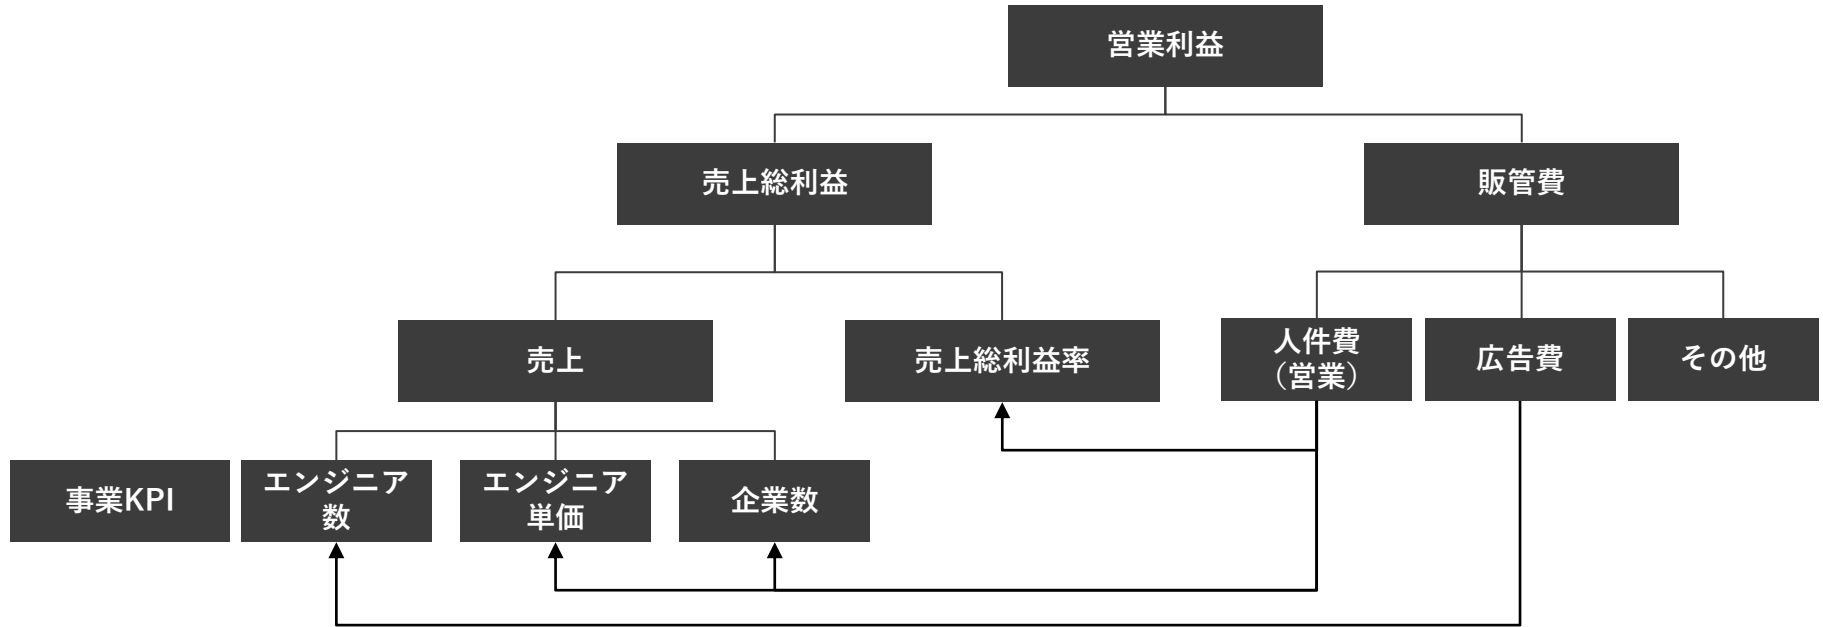 営業利益
売上総利益
販管費
売上
売上総利益率
人件費
（営業）
広告費
その他
事業KPI
エンジニア
数
エンジニア
単価
企業数